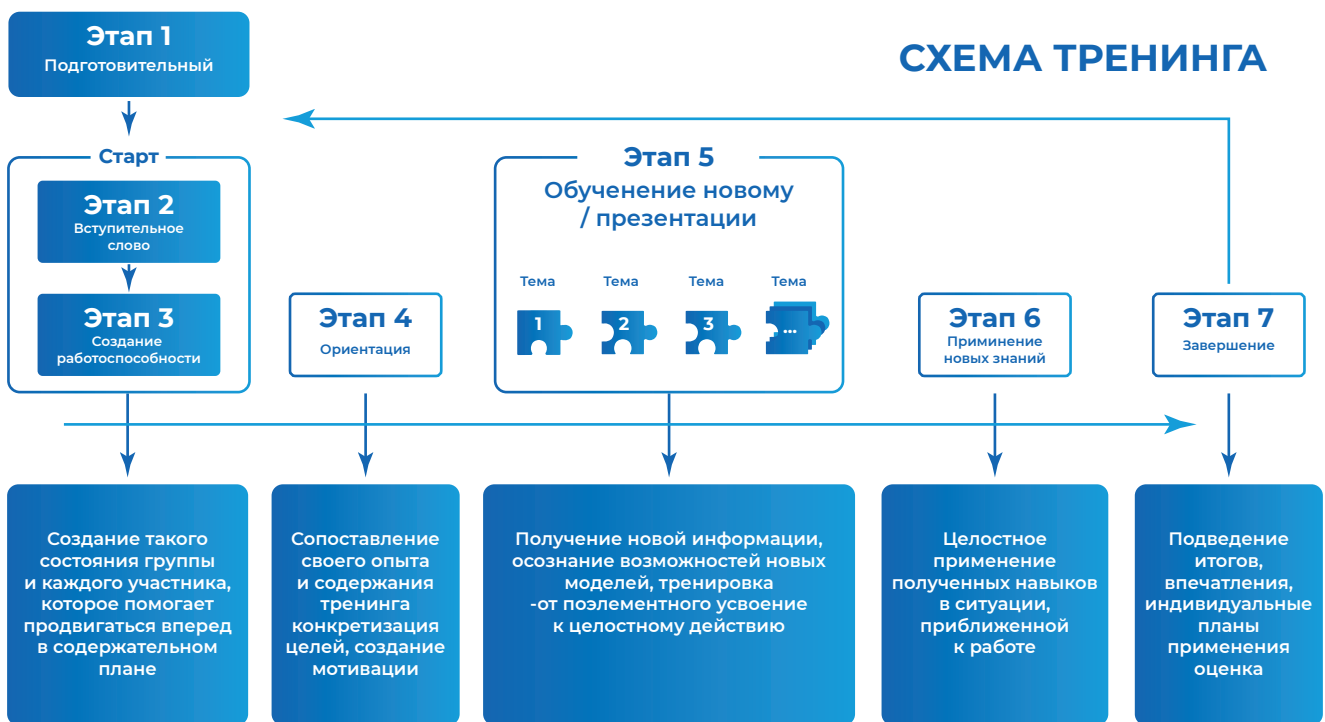 Этап 1
Подготовительный
СХЕМА ТРЕНИНГА
Старт
Этап 2
Вступительное
слово
Этап 3
Создание
работоспособности
Этап 4
Ориентация
Этап 5
Обученение новому
/ презентации
Тема
Тема
Тема
Тема
1
2
3
...
Этап 6
Приминение
новых знаний
Этап 7
Завершение
Создание такого
состояния группы
и каждого участника,
которое помогает
продвигаться вперед
в содержательном
плане
Сопоставление
своего опыта
и содержания
тренинга
конкретизация
целей, создание
мотивации
Получение новой информации,
осознание возможностей новых
моделей, тренировка
-от поэлементного усвоение
к целостному действию
Целостное
применение
полученных навыков
в ситуации,
приближенной
к работе
Подведение
итогов,
впечатления,
индивидуальные
планы
применения
оценка